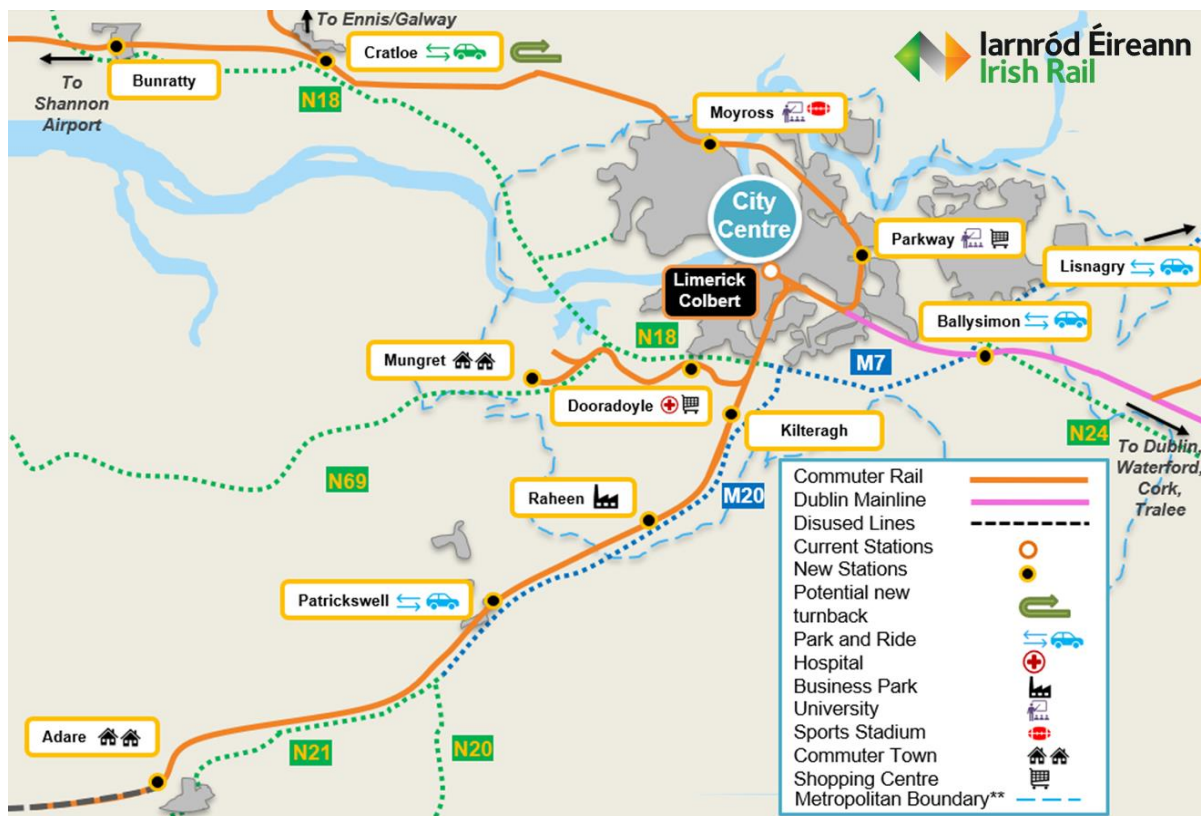 To Ennis/Galway
Iarnród Éireann
Irish Rail
Cratloe
Bunratty
To
Shannon
Airport
N18
Moyross
City
Centre
Parkway
Lisnagry
Limerick
Colbert
Ballysimon
N18
Mungret
M7
Dooradoyle
Kilteragh
N24
To Dublin,
Waterford,
Cork,
Tralee
N69
Raheen
M20
Patrickswell
Adare
N21
N20
Commuter Rail
Dublin Mainline
Disused Lines
Current Stations
New Stations
Potential new
turnback
Park and Ride
Hospital
Business Park
University
Sports Stadium
Commuter Town
Shopping Centre
Metropolitan Boundary**